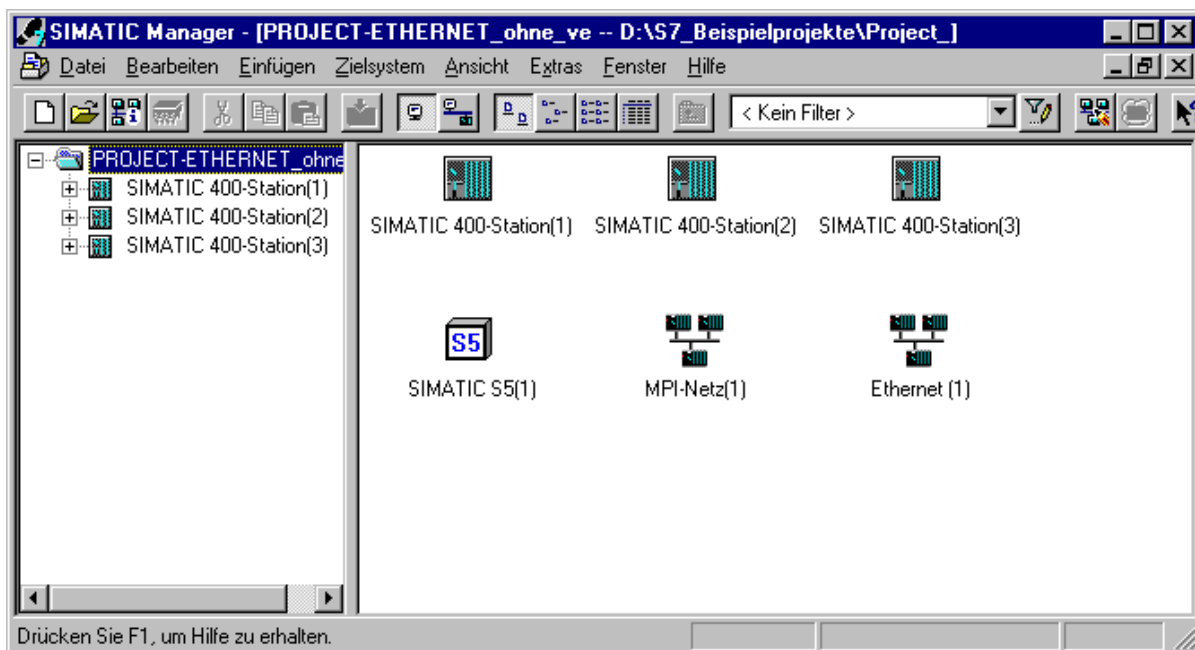 SIMATIC Manager - [PROJECT-ETHERNET_ohne_ve -- D:\S7_Beispielprojekte\Project_]
Datei Bearbeiten Einfügen Zielsystem Ansicht Extras Fenster Hilfe
< Kein Filter >
PROJECT-ETHERNET_ohne
SIMATIC 400-Station(1)
SIMATIC 400-Station(2)
SIMATIC 400-Station(3)
SIMATIC 400-Station(1) SIMATIC 400-Station(2) SIMATIC 400-Station(3)
S5
SIMATIC S5(1) MPI-Netz(1) Ethernet (1)
Drücken Sie F1, um Hilfe zu erhalten.